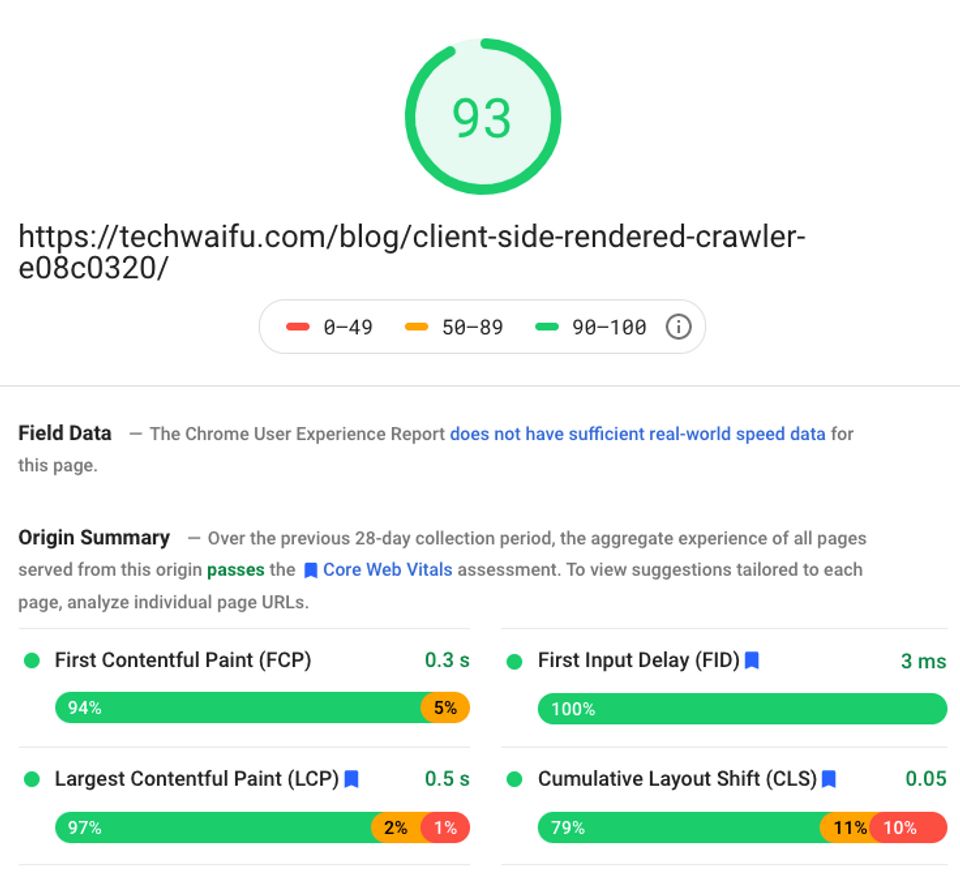 93
https://techwaifu.com/blog/client-side-rendered-crawler-
e08c0320/
0–49 50–89 90–100
Field Data — The Chrome User Experience Report does not have sufficient real-world speed data for
this page.
Origin Summary — Over the previous 28-day collection period, the aggregate experience of all pages
served from this origin passes the Core Web Vitals assessment. To view suggestions tailored to each
page, analyze individual page URLs.
First Contentful Paint (FCP) 0.3 s
94% 5%
First Input Delay (FID) 3 ms
100%
Largest Contentful Paint (LCP) 0.5 s
97% 2% 1%
Cumulative Layout Shift (CLS) 0.05
79% 11% 10%